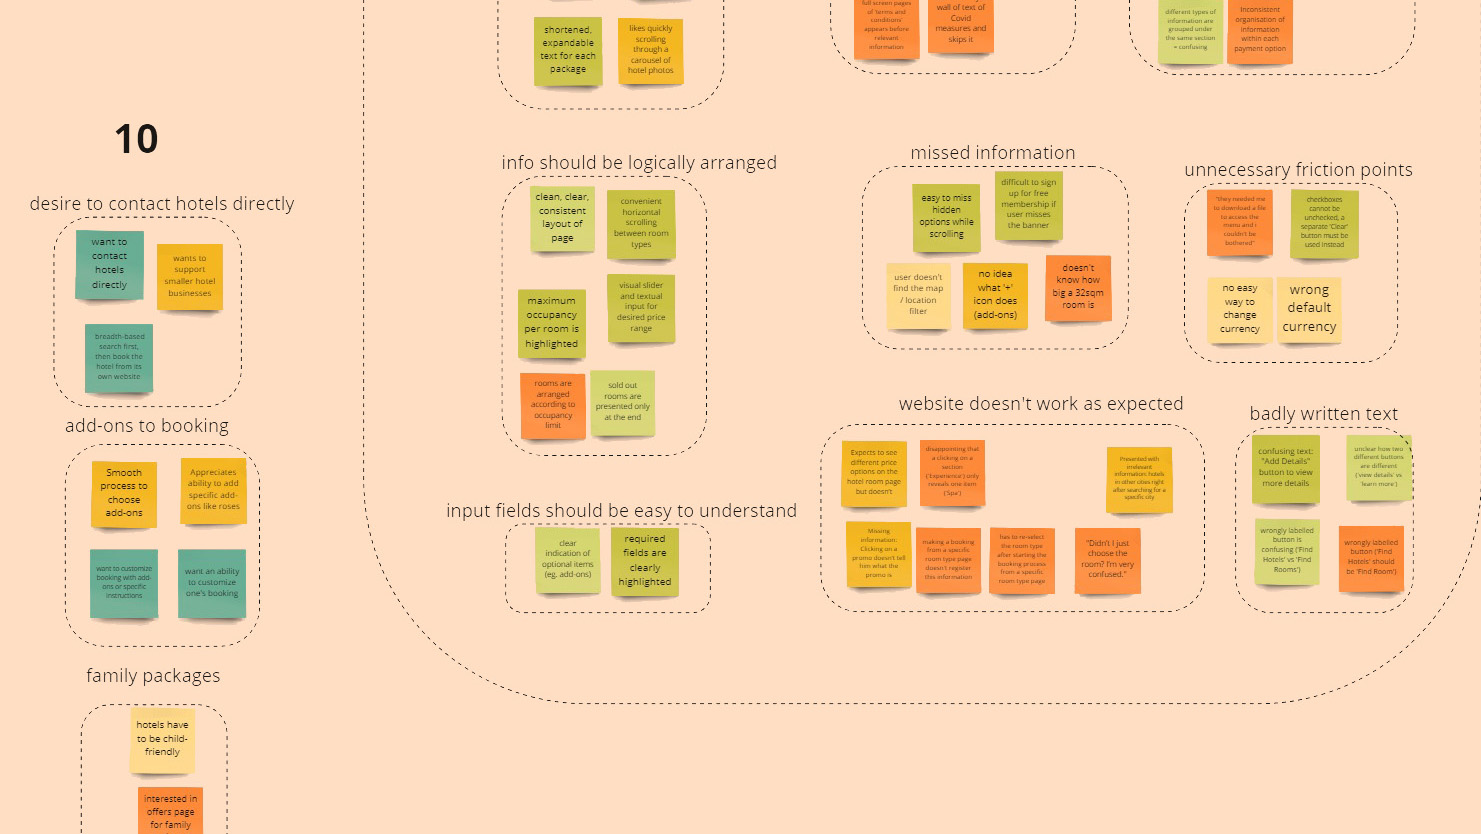 shortened,
expandable
text for each
package
likes quickly
scrolling
through a
carousel of
hotel photos
full screen pages
of 'terms and
conditions'
appears before
relevant
information
wall of text of
Covid
measures and
skips it
different types of
information are
grouped under
the same section
= confusing
Inconsistent
organisation of
information
within each
payment option
10
desire to contact hotels directly
want to
contact
hotels
directly
wants to
support
smaller hotel
businesses
breadth-based
search first,
then book the
hotel from its
own website
add-ons to booking
Smooth
process to
choose
add-ons
Appreciates
ability to add
specific add-
ons like roses
want to customize
booking with add-
ons or specific
instructions
want an ability
to customize
one's booking
family packages
hotels have
to be child-
friendly
interested in
offers page
for family
info should be logically arranged
clean, clear,
consistent
layout of
page
convenient
horizontal
scrolling
between room
types
maximum
occupancy
per room is
highlighted
visual slider
and textual
input for
desired price
range
rooms are
arranged
according to
occupancy
limit
sold out
rooms are
presented only
at the end
input fields should be easy to understand
clear
indication of
optional items
(eg. add-ons)
required
fields are
clearly
highlighted
missed information
easy to miss
hidden
options while
scrolling
difficult to sign
up for free
membership if
user misses
the banner
user doesn't
find the map
/ location
filter
no idea
what '+'
icon does
(add-ons)
doesn't
know how
big a 32sqm
room is
unnecessary friction points
"they needed me
to download a file
to access the
menu and i
couldn't be
bothered"
checkboxes
cannot be
unchecked, a
separate 'Clear'
button must be
used instead
no easy
way to
change
currency
wrong
default
currency
website doesn't work as expected
Expects to see
different price
options on the
hotel room page
but doesn't
disappointing that
a clicking on a
section
('Experience') only
reveals one item
('Spa')
Presented with
irrelevant
information: hotels
in other cities right
after searching for a
specific city
Missing
information:
Clicking on a
promo doesn't tell
him what the
promo is
making a booking
from a specific
room type page
doesn't register
this information
has to re-select
the room type
after starting the
booking process
from a specific
room type page
"Didn't I just
choose the
room? I'm very
confused."
badly written text
confusing text:
"Add Details"
button to view
more details
unclear how two
different buttons
are different
('view details' vs
'learn more')
wrongly labelled
button is
confusing ('Find
Hotels' vs 'Find
Rooms')
wrongly labelled
button ('Find
Hotels' should
be 'Find Room')